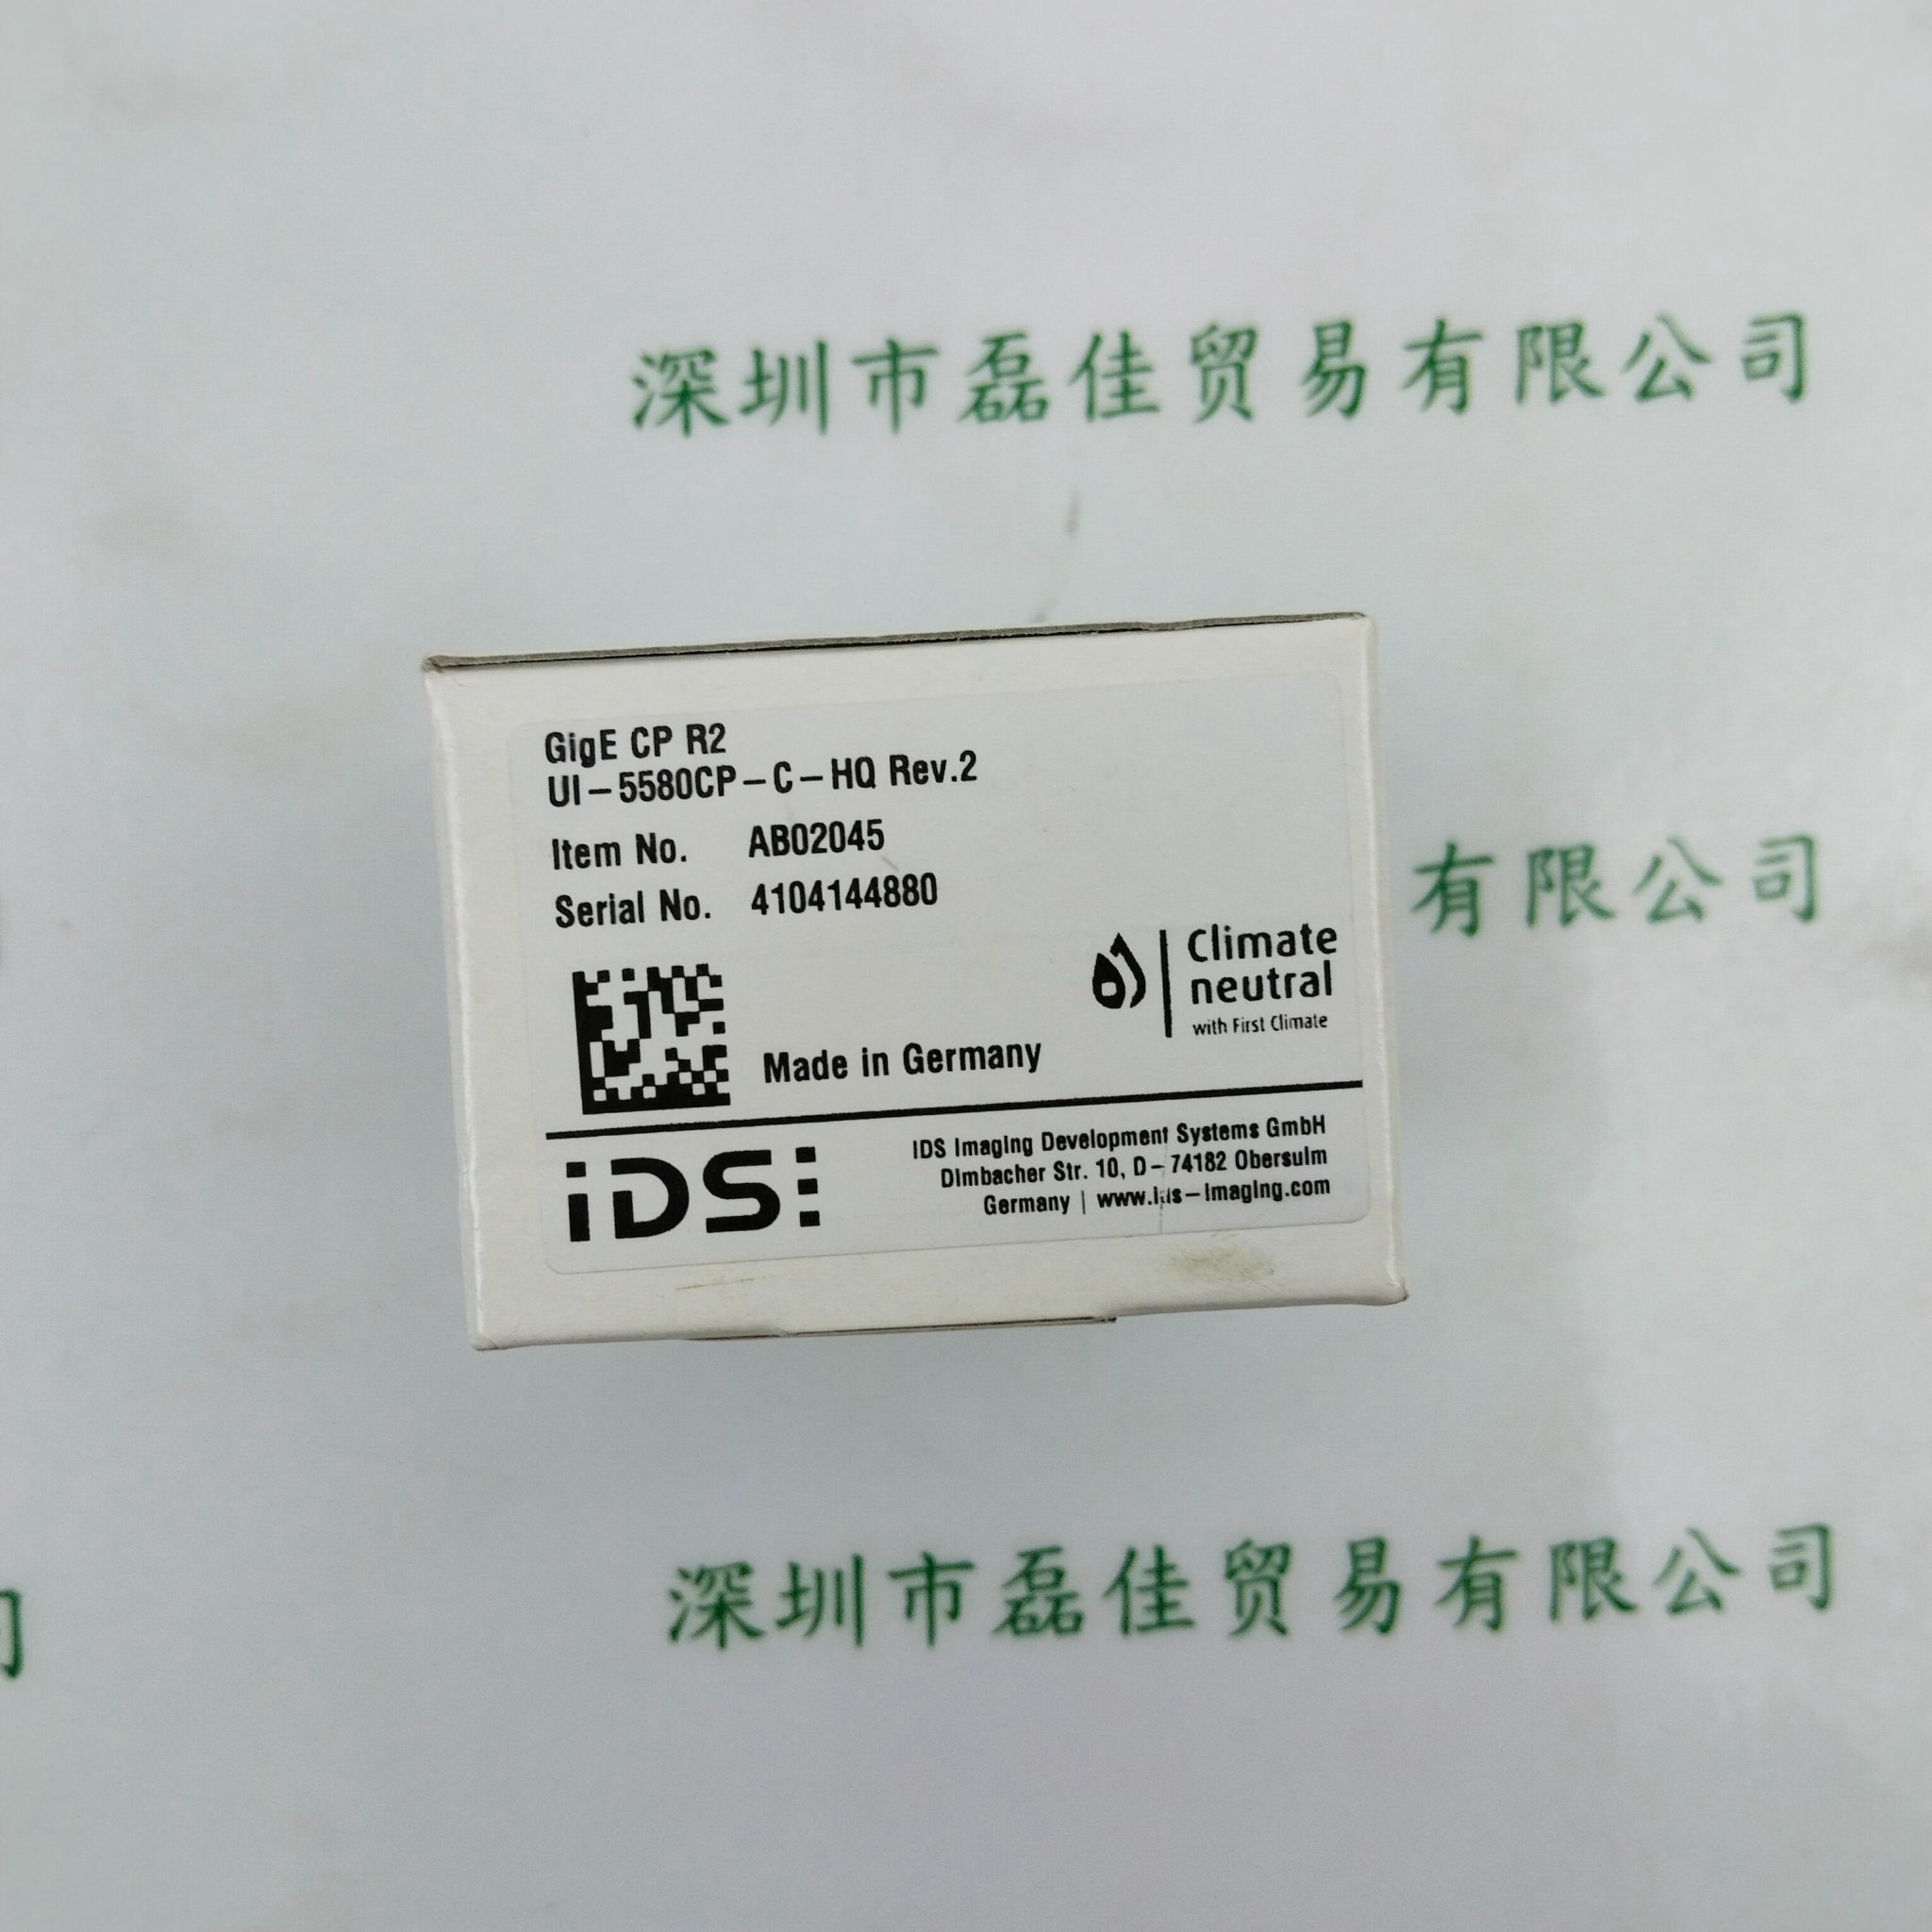 深圳市磊佳贸易有限公司
GigE CP R2
UI-5580CP-C-HQ Rev.2
Item No. AB02045
Serial No. 4104144880
有限公司
Climate
neutral
with First Climate
Made in Germany
IDS
IDS Imaging Development Systems GmbH
Dimbacher Str. 10, D-74182 Obersulm
Germany | www.ids-imaging.com
深圳市磊佳贸易有限公司
司